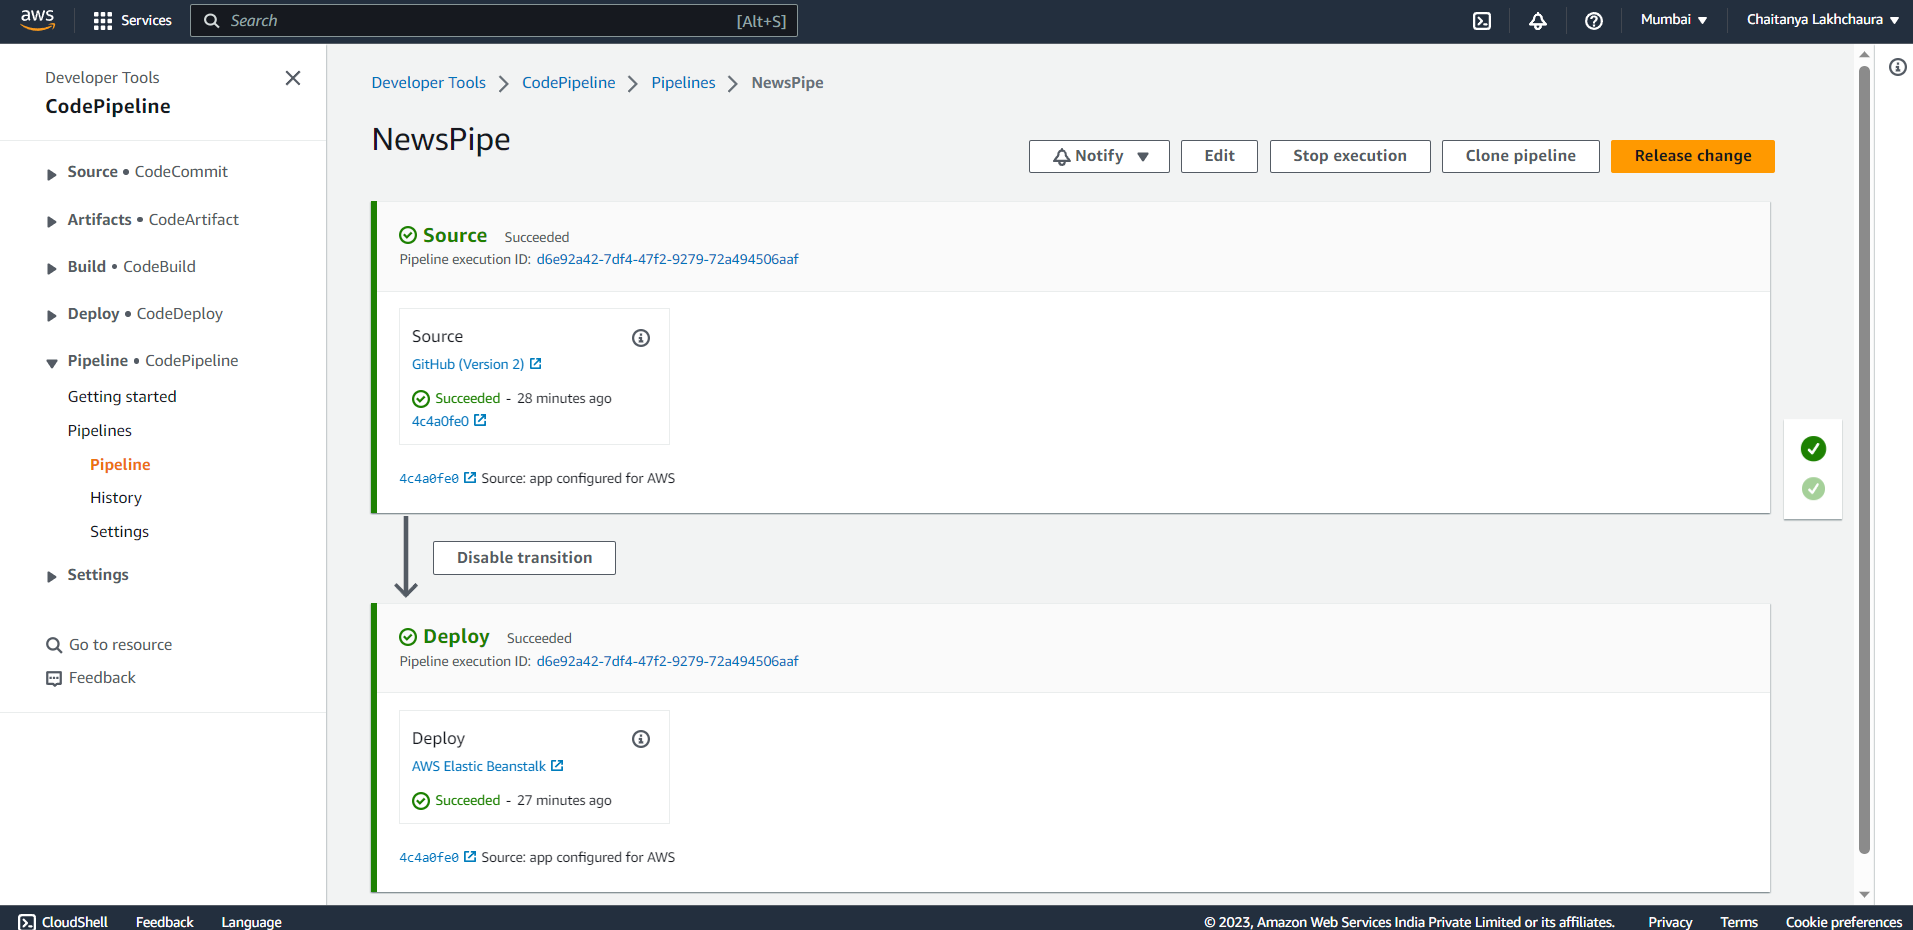 aws Services Search [Alt+S] Mumbai ▼ Chaitanya Lakhchaura ▼
Developer Tools
CodePipeline
Source • CodeCommit
Artifacts • CodeArtifact
Build • CodeBuild
Deploy • CodeDeploy
Pipeline • CodePipeline
Getting started
Pipelines
Pipeline
History
Settings
Settings
Go to resource
Feedback
Developer Tools > CodePipeline > Pipelines > NewsPipe
NewsPipe
Notify ▼ Edit Stop execution Clone pipeline Release change
Source Succeeded
Pipeline execution ID: d6e92a42-7df4-47f2-9279-72a494506aaf
Source
GitHub (Version 2)
Succeeded - 28 minutes ago
4c4a0fe0
4c4a0fe0 Source: app configured for AWS
Disable transition
Deploy Succeeded
Pipeline execution ID: d6e92a42-7df4-47f2-9279-72a494506aaf
Deploy
AWS Elastic Beanstalk
Succeeded - 27 minutes ago
4c4a0fe0 Source: app configured for AWS
CloudShell Feedback Language © 2023, Amazon Web Services India Private Limited or its affiliates. Privacy Terms Cookie preferences